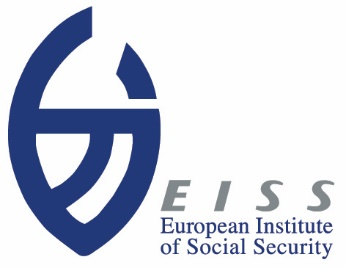 EISS
European Institute
of Social Security